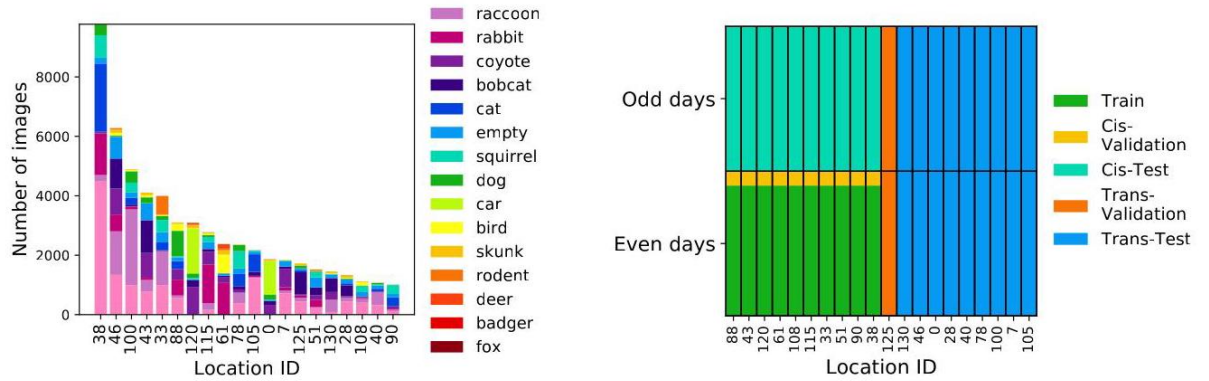 Number of images
8000
6000
4000
2000
0
38
46
100
43
33
88
120
115
61
78
105
0
7
125
51
130
28
108
40
90
Location ID
raccoon
rabbit
coyote
bobcat
cat
empty
squirrel
dog
car
bird
skunk
rodent
deer
badger
fox
Odd days
Even days
88
43
120
61
108
115
33
51
90
38
125
130
46
0
28
40
78
100
7
105
Location ID
Train
Cis-
Validation
Cis-Test
Trans-
Validation
Trans-Test